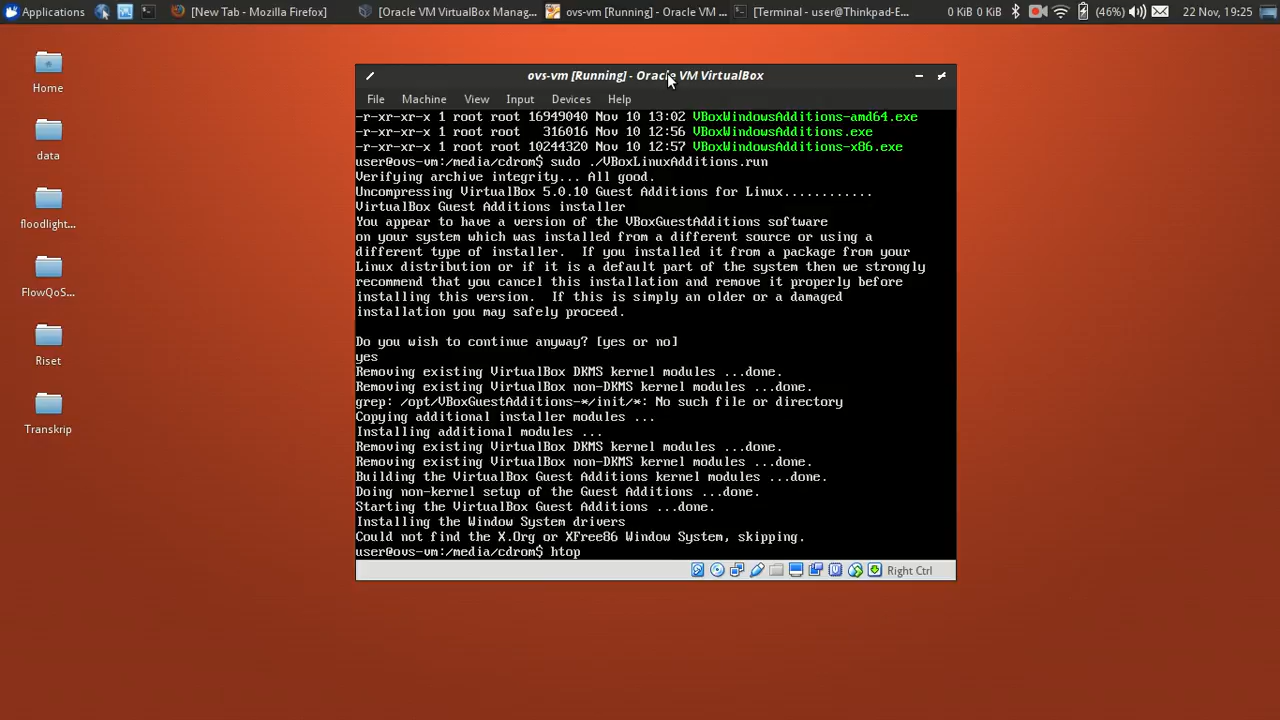 Applications
[New Tab - Mozilla Firefox]
[Oracle VM VirtualBox Manag...
ovs-vm [Running] - Oracle VM ...
[Terminal - user@Thinkpad-E...
0 KiB 0 KiB
(46%)
22 Nov, 19:25
Home
data
floodlight...
FlowQoS...
Riset
Transkrip
ovs-vm [Running] - Oracle VM VirtualBox
File Machine View Input Devices Help
-r-xr-xr-x 1 root root 16949040 Nov 10 13:02 VBoxWindowsAdditions-amd64.exe
-r-xr-xr-x 1 root root   316016 Nov 10 12:56 VBoxWindowsAdditions.exe
-r-xr-xr-x 1 root root 10244320 Nov 10 12:57 VBoxWindowsAdditions-x86.exe
user@ovs-vm:/media/cdrom$ sudo ./VBoxLinuxAdditions.run
Verifying archive integrity... All good.
Uncompressing VirtualBox 5.0.10 Guest Additions for Linux............
VirtualBox Guest Additions installer
You appear to have a version of the VBoxGuestAdditions software
on your system which was installed from a different source or using a
different type of installer.  If you installed it from a package from your
Linux distribution or if it is a default part of the system then we strongly
recommend that you cancel this installation and remove it properly before
installing this version.  If this is simply an older or a damaged
installation you may safely proceed.
Do you wish to continue anyway? [yes or no]
yes
Removing existing VirtualBox DKMS kernel modules ...done.
Removing existing VirtualBox non-DKMS kernel modules ...done.
grep: /opt/VBoxGuestAdditions-*/init/*: No such file or directory
Copying additional installer modules ...
Installing additional modules ...
Removing existing VirtualBox DKMS kernel modules ...done.
Removing existing VirtualBox non-DKMS kernel modules ...done.
Building the VirtualBox Guest Additions kernel modules ...done.
Doing non-kernel setup of the Guest Additions ...done.
Starting the VirtualBox Guest Additions ...done.
Installing the Window System drivers
Could not find the X.Org or XFree86 Window System, skipping.
user@ovs-vm:/media/cdrom$ htop
Right Ctrl